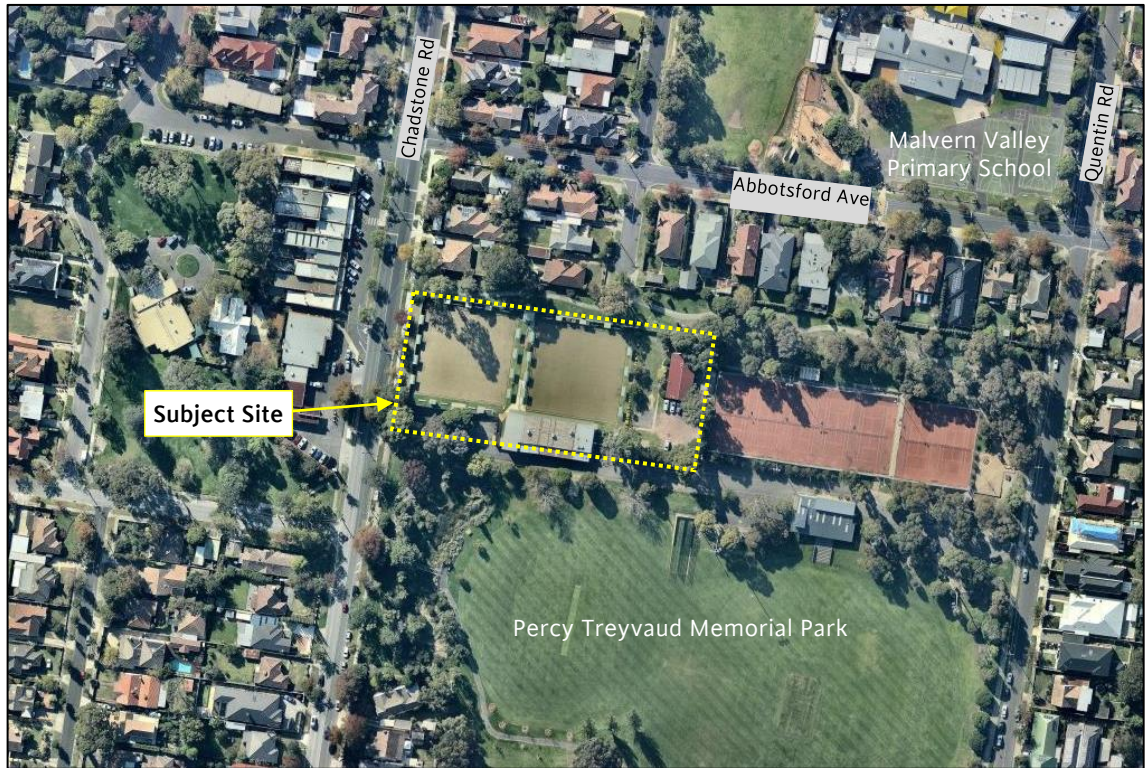 Chadstone Rd
Quentin Rd
Malvern Valley
Primary School
Abbotsford Ave
Subject Site
Percy Treyvaud Memorial Park